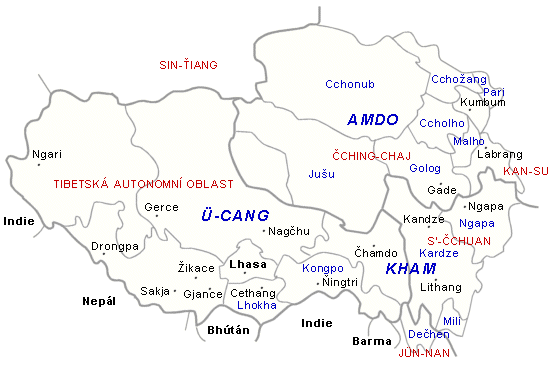 SIN-ŤIANG
Cchonub
Cchožang
Pari
Kumbum
AMDO
Ccholho
Malho
Labrang
Ngari
ČCHING-CHAJ
Golog
KAN-SU
Jušu
TIBETSKÁ AUTONOMNÍ OBLAST
Gade
Gerce
Ü-CANG
Ngapa
Indie
Kandze
Ngapa
Nagčhu
S'-ČCHUAN
Drongpa
Čhamdo
Kardze
Žikace
Lhasa
Kongpo
KHAM
Nepál
Sakja
Gjance
Cethang
Ningtri
Lithang
Lhokha
Bhútán
Indie
Mili
Barma
Dečhen
JÜN-NAN